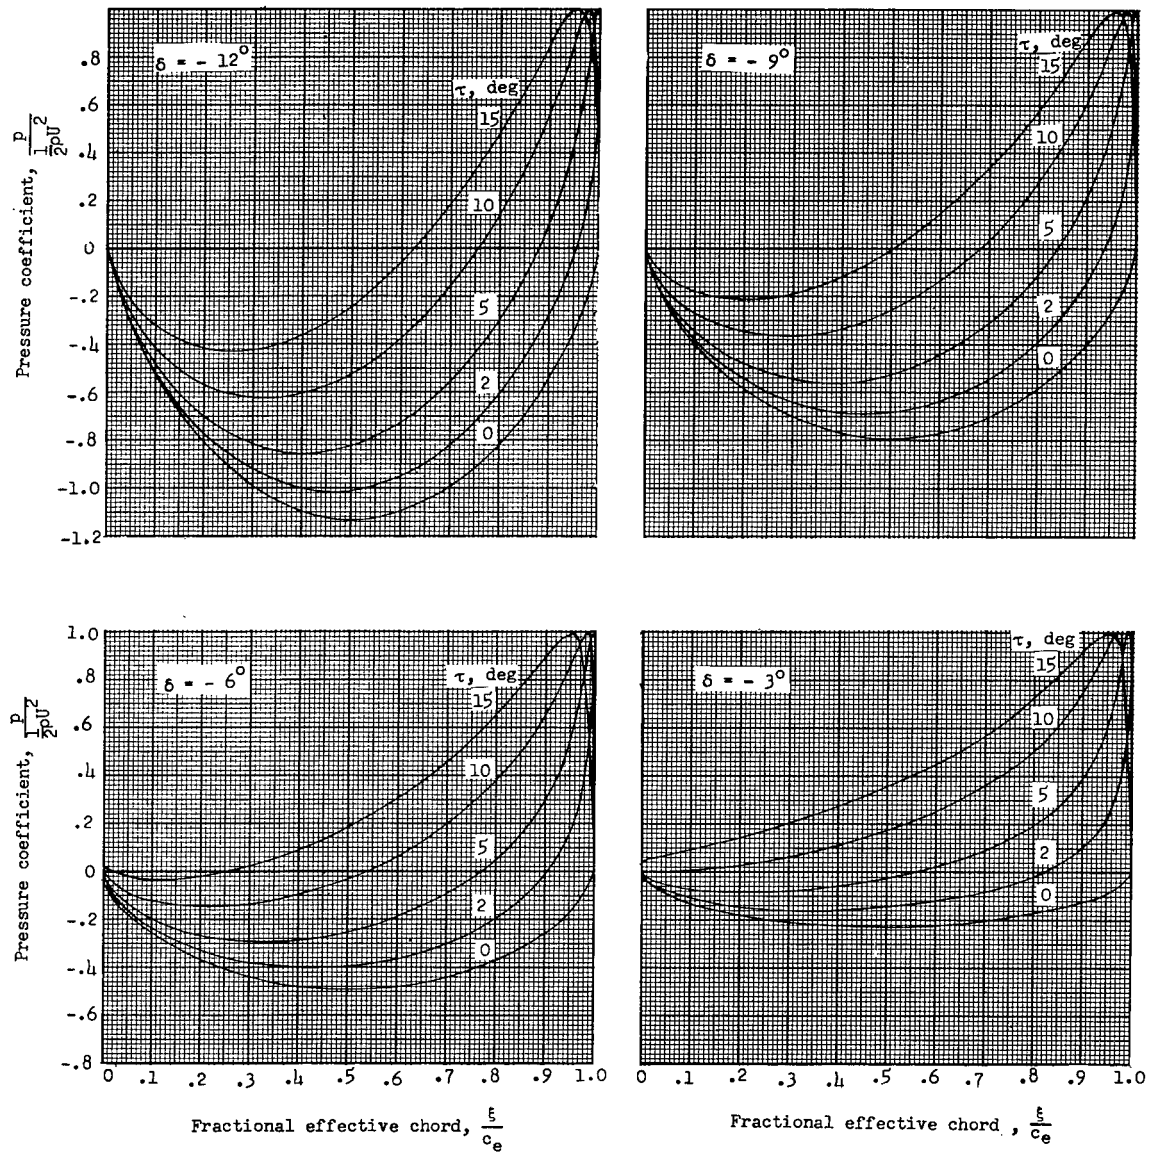 δ = - 12°
τ, deg
15
10
5
2
0
.8
.6
.4
.2
0
-.2
-.4
-.6
-.8
-1.0
-1.2
Pressure coefficient, p / ½ρU²
δ = - 9°
τ, deg
15
10
5
2
0
δ = - 6°
τ, deg
15
10
5
2
0
1.0
.8
.6
.4
.2
0
-.2
-.4
-.6
-.8
Pressure coefficient, p / ½ρU²
0 .1 .2 .3 .4 .5 .6 .7 .8 .9 1.0
Fractional effective chord, ξ / cₑ
δ = - 3°
τ, deg
15
10
5
2
0
0 .1 .2 .3 .4 .5 .6 .7 .8 .9 1.0
Fractional effective chord , ξ / cₑ